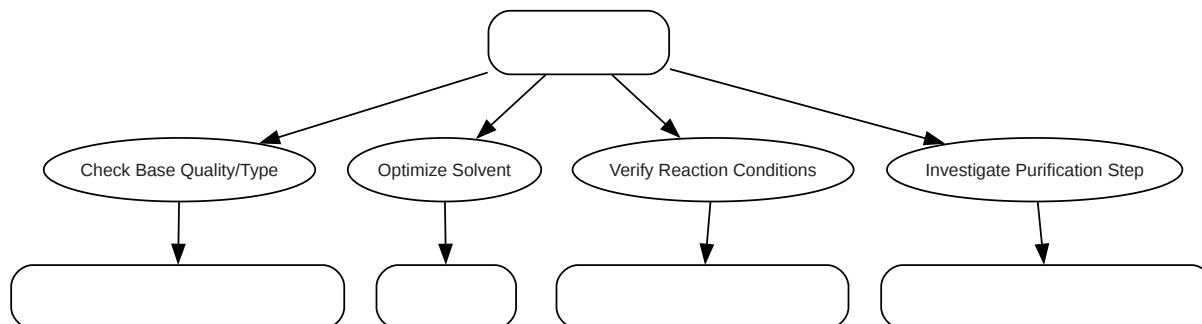 Check Base Quality/Type
Optimize Solvent
Verify Reaction Conditions
Investigate Purification Step